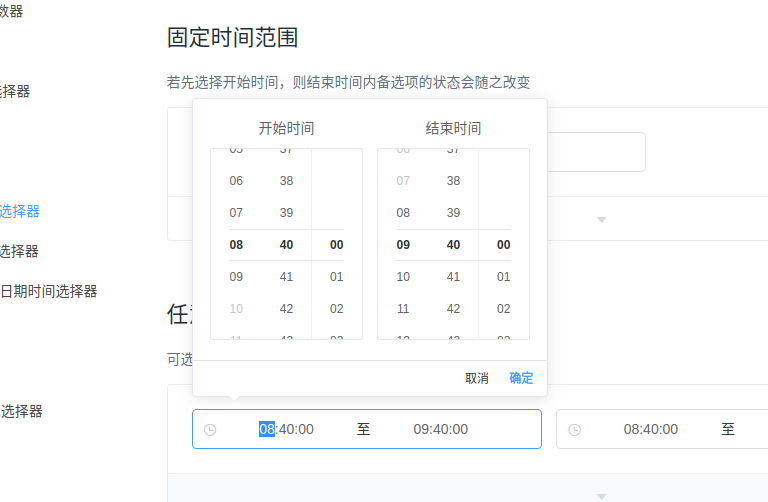 数器
选择器
选择器
选择器
日期时间选择器
选择器
固定时间范围
若先选择开始时间，则结束时间内备选项的状态会随之改变
开始时间 结束时间
05 37 06 37
06 38 07 38
07 39 08 39
08 40 00 09 40 00
09 41 01 10 41 01
10 42 02 11 42 02
11 43 03 12 43 03
取消 确定
任意
可选
08:40:00 至 09:40:00
08:40:00 至